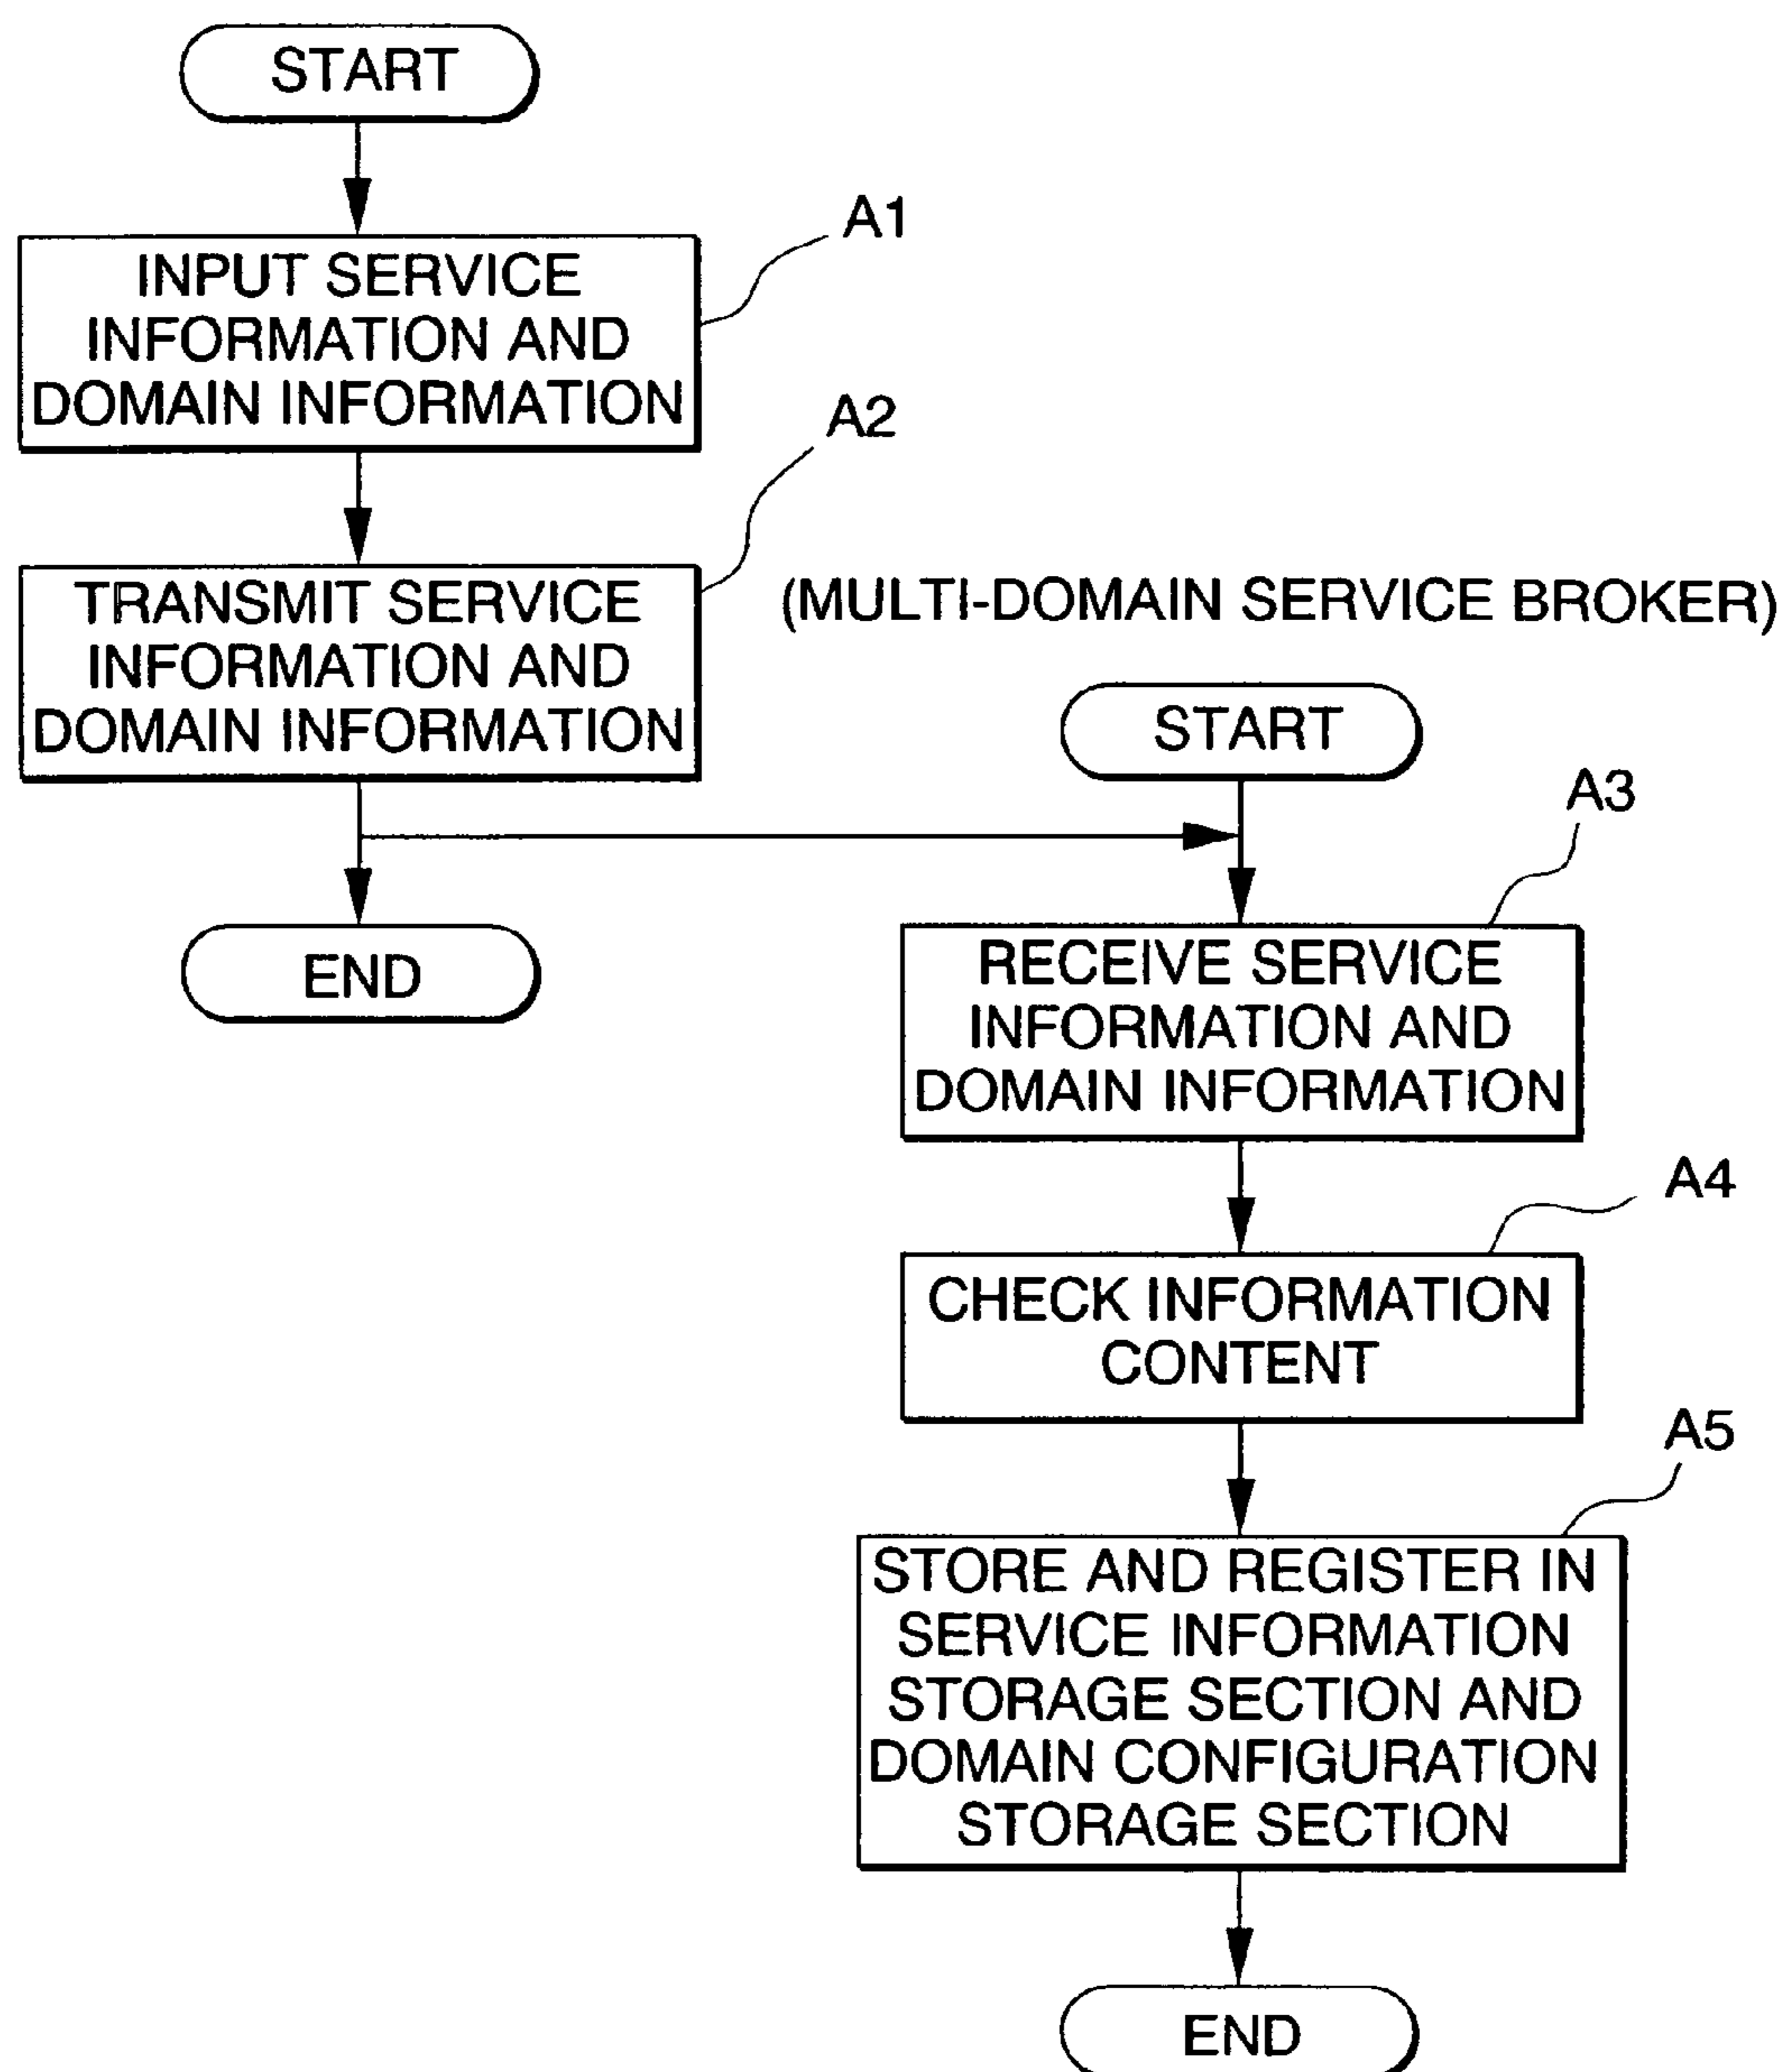 START
A1
INPUT SERVICE
INFORMATION AND
DOMAIN INFORMATION
A2
TRANSMIT SERVICE
INFORMATION AND
DOMAIN INFORMATION
END
(MULTI-DOMAIN SERVICE BROKER)
START
A3
RECEIVE SERVICE
INFORMATION AND
DOMAIN INFORMATION
A4
CHECK INFORMATION
CONTENT
A5
STORE AND REGISTER IN
SERVICE INFORMATION
STORAGE SECTION AND
DOMAIN CONFIGURATION
STORAGE SECTION
END